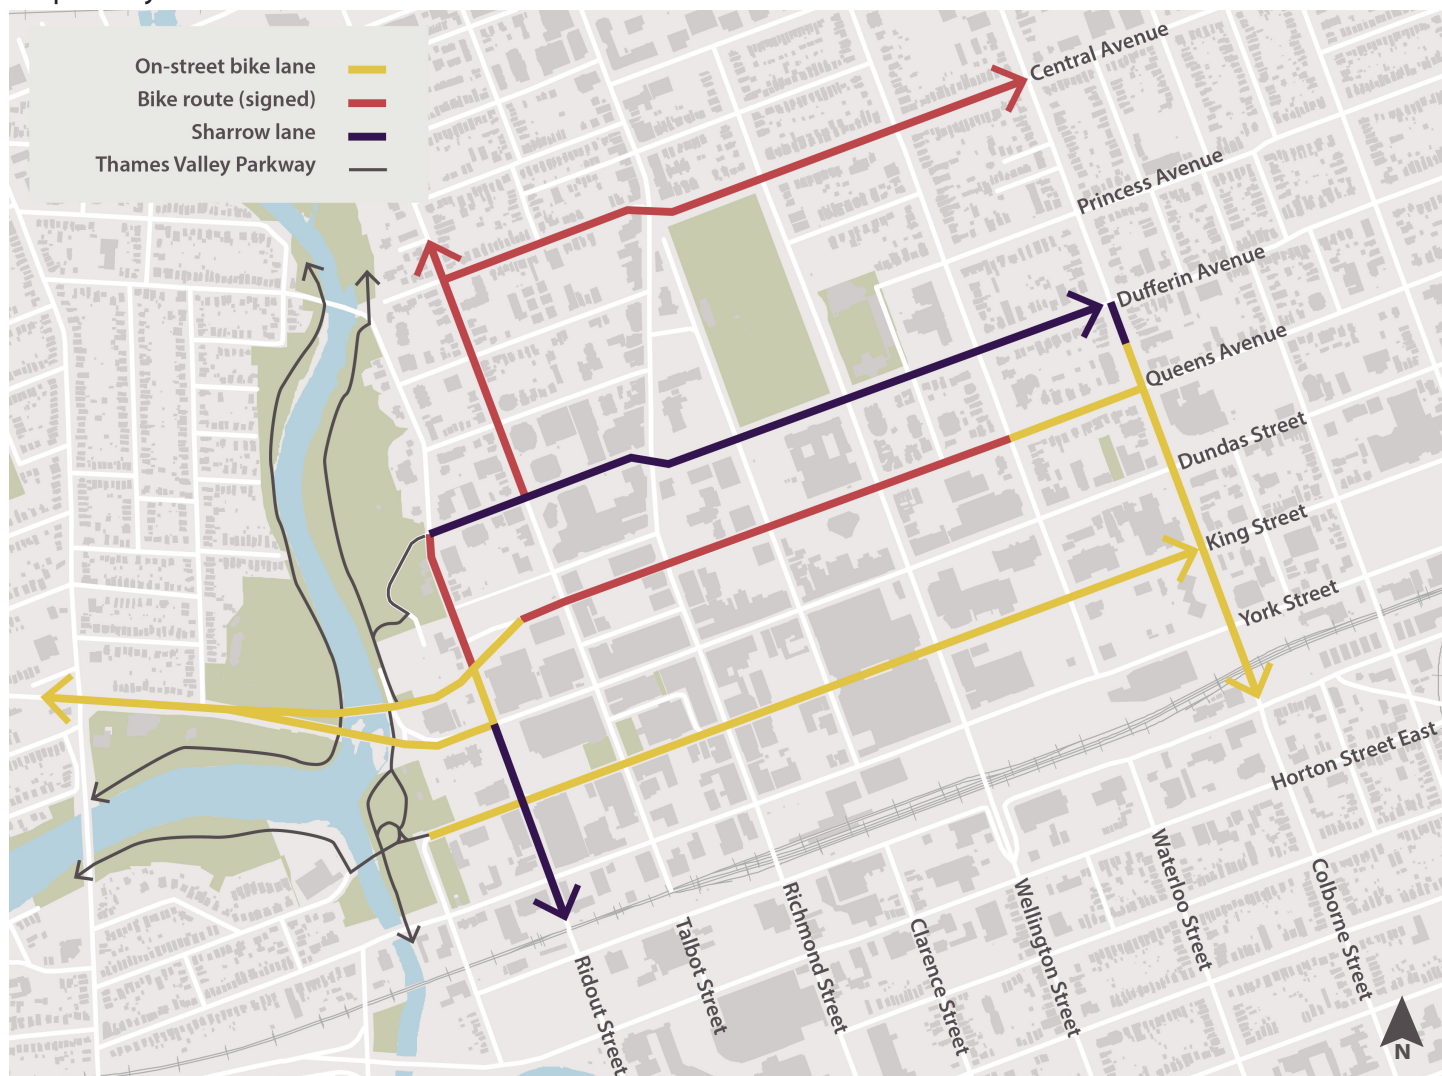 On-street bike lane
Bike route (signed)
Sharrow lane
Thames Valley Parkway
Central Avenue
Princess Avenue
Dufferin Avenue
Queens Avenue
Dundas Street
King Street
York Street
Horton Street East
Ridout Street
Talbot Street
Richmond Street
Clarence Street
Wellington Street
Waterloo Street
Colborne Street
N